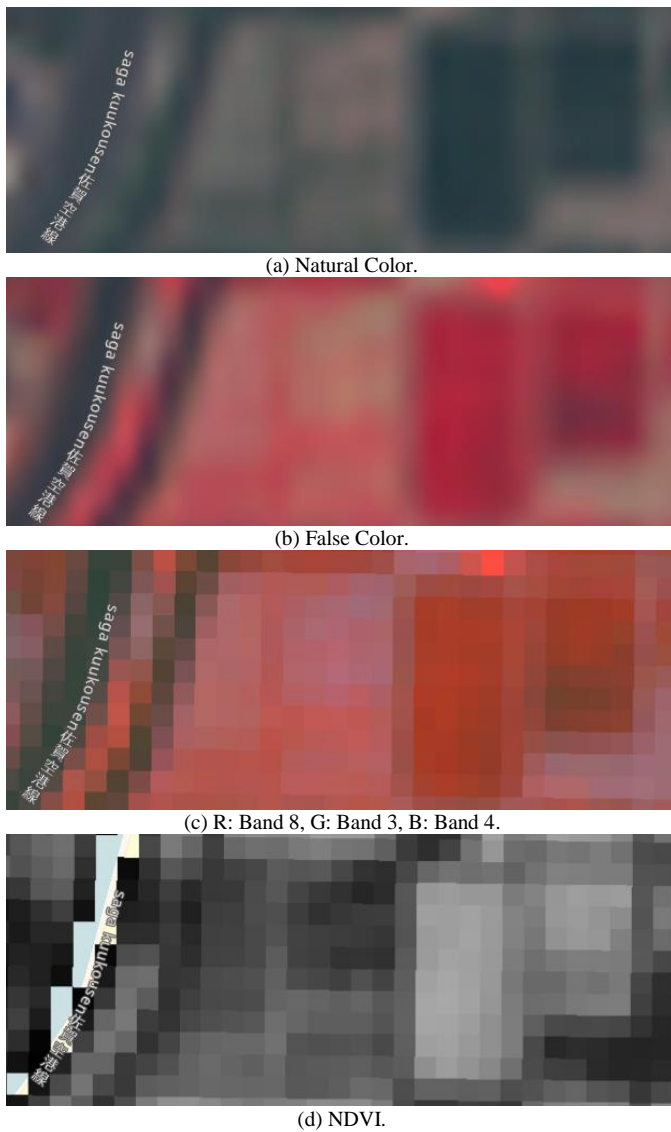 saga kuukousen佐賀空港線
(a) Natural Color.
saga kuukousen佐賀空港線
(b) False Color.
saga kuukousen佐賀空港線
(c) R: Band 8, G: Band 3, B: Band 4.
saga kuukousen佐賀空港線
(d) NDVI.